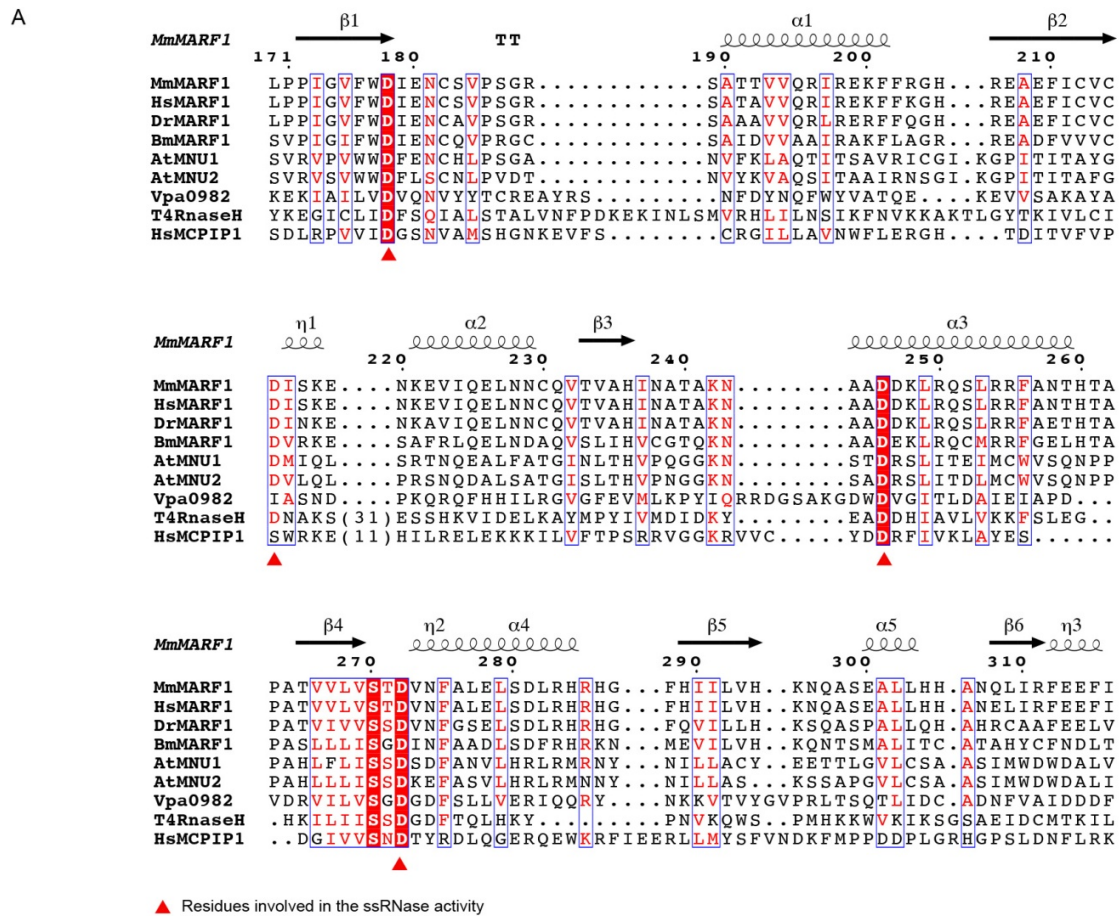 A
MmMARF1 β1 TT α1 β2
171 180 190 200 210
MmMARF1 LPPIGVFWDIENCSVPSGR............SATTVVQRIREKFFRGH...REAEFICVC
HsMARF1 LPPIGVFWDIENCSVPSGR............SATAVVQRIREKFFKGH...REAEFICVC
DrMARF1 LPPIGVFWDIENCAVPSGR............SAAAVVQRLRERFFQGH...REAEFICVC
BmMARF1 SVPIGIFWDIENCQVPRGC............SAIDVVKRIRERFLAGH...READFVVVC
AtMNU1 SVRVPVWWDFENCHLPSGA............NVFKLAQTITSAVRICGI.KGPITITAYG
AtMNU2 SVRVSVWWDFLSCNLPVDT............NVYKVAQSITAAIRNSGI.KGPITITAFG
Vpa0982 KEKIAILVDVQNVYYTCREAYRS........NFDYNQFWYVATQE.....KEVVSAKAYA
T4RnaseH YKEGICLIDFSQIALSTALVNFPDKEKINLSMVRHLILNSIKFNVKKAKTLGYTKIVLCI
HsMCPIP1 SDLRPVVIDGSNVAMSHGNKEVFS........CRGILLAVNWFLERGH....TDITVFVP
MmMARF1 η1 α2 β3 α3
220 230 240 250 260
MmMARF1 DISKE....NKEVIQELNNCQVTVAHINATAKN........AADDKLRQSLRRFANTHTA
HsMARF1 DISKE....NKEVIQELNNCQVTVAHINATAKN........AADDKLRQSLRRFANTHTA
DrMARF1 DINKE....NKAVIQELNNCQVTVAHINATAKN........AADDKLRQSLRRFAETHTA
BmMARF1 DVRKE....SAFRLQELNDAQVSLIHVCGTQKN........AADEKLRQCMRRFGELHTA
AtMNU1 DMIQL....SRTNQEALFATGINLTHVPQGGKN........STDRSLITEIMCWVSQNPP
AtMNU2 DVLQL....PRSNQDALSATGISLTHVPNGGKN........SADRSLITDLMCWVSQNPP
Vpa0982 IASND....PKQRQFHHILRGVGFEVMLKPYIQRRDGSAKGDWDVGITLDAIEIAPD...
T4RnaseH DNAKS(31)ESSHKVIDELKAYMPYIVMDIDKY........EADDHIAVLVKKFSLEG..
HsMCPIP1 SWRKE(11)HILRELEKKKILVFTPSRRVGGKRVVC.....YDDRFIVKLAYES......
MmMARF1 β4 η2 α4 β5 α5 β6 η3
270 280 290 300 310
MmMARF1 PATVVLVSTDVNFALELSDLRHRHG...FHIILVH..KNQASEALLHH.ANQLIRFEEFI
HsMARF1 PATVVLVSTDVNFALELSDLRHRHG...FHIILVH..KNQASEALLHH.ANELIRFEEFI
DrMARF1 PATVIVVSSDVNFGSELSDLRHRHG...FQVILLH..KSQASPALLQH.AHRCAAFEELV
BmMARF1 PASLLLISGDINFAADLSDFRHRKN...MEVILVH..KQNTSMALITC.ATAHYCFNDLT
AtMNU1 PAHLFLISSDSDFANVLHRLRMRNY...NILLACY..EETTLGVLCSA.ASIMWDWDALV
AtMNU2 PAHLLLISSDKEFASVLHRLRMNNY...NILLAS...KSSAPGVLCSA.ASIMWDWDALI
Vpa0982 VDRVILVSGDGDFSLLVERIQQRY....NKKVTVYGVPRLTSQTLIDC.ADNFVAIDDDF
T4RnaseH .HKILIISSDGDFTQLHKY.........PNVKQWS..PMHKKWVKIKSGSAEIDCMTKIL
HsMCPIP1 ..DGIVVSNDTYRDLQGERQEWKRFIEERLLMYSFVNDKFMPPDDPLGRHGPSLDNFLRK
Residues involved in the ssRNase activity